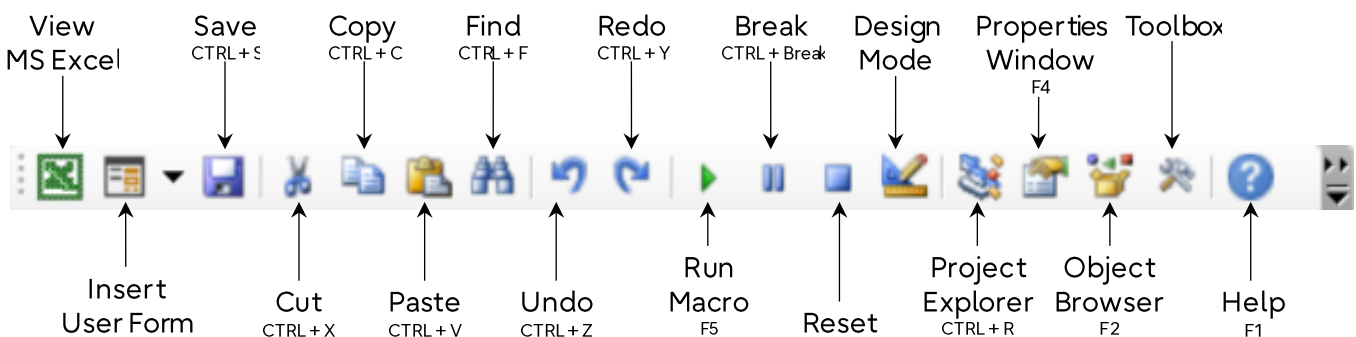 View
MS Excel
Save
CTRL+S
Copy
CTRL+C
Find
CTRL+F
Redo
CTRL+Y
Break
CTRL+Break
Design
Mode
Properties
Window
F4
Toolbox
Insert
User Form
Cut
CTRL+X
Paste
CTRL+V
Undo
CTRL+Z
Run
Macro
F5
Reset
Project
Explorer
CTRL+R
Object
Browser
F2
Help
F1